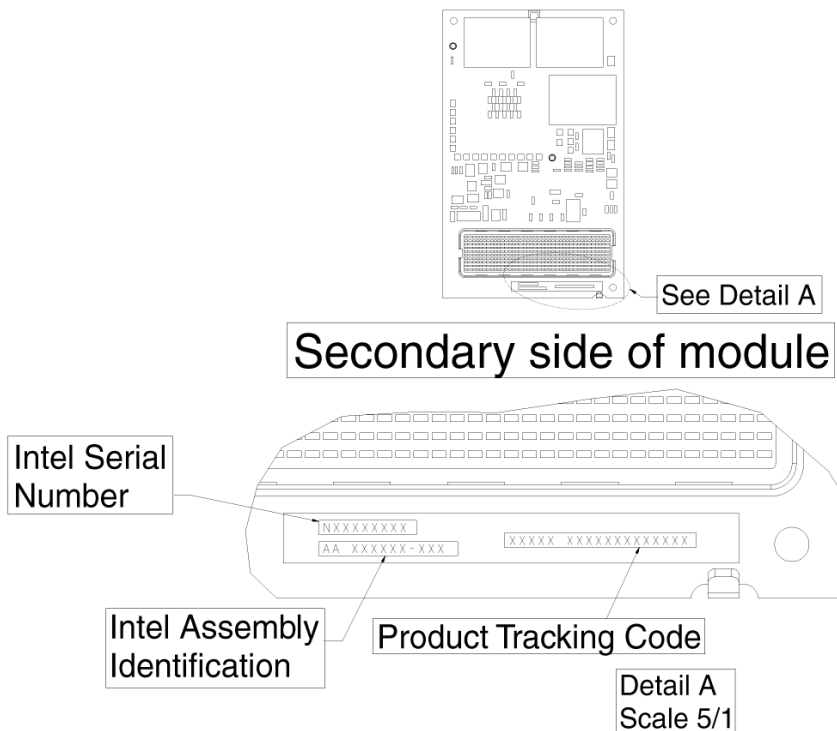 See Detail A
Secondary side of module
Intel Serial
Number
NXXXXXXXX
AA XXXXXX-XXX
XXXXX XXXXXXXXXXXXX
Intel Assembly
Identification
Product Tracking Code
Detail A
Scale 5/1